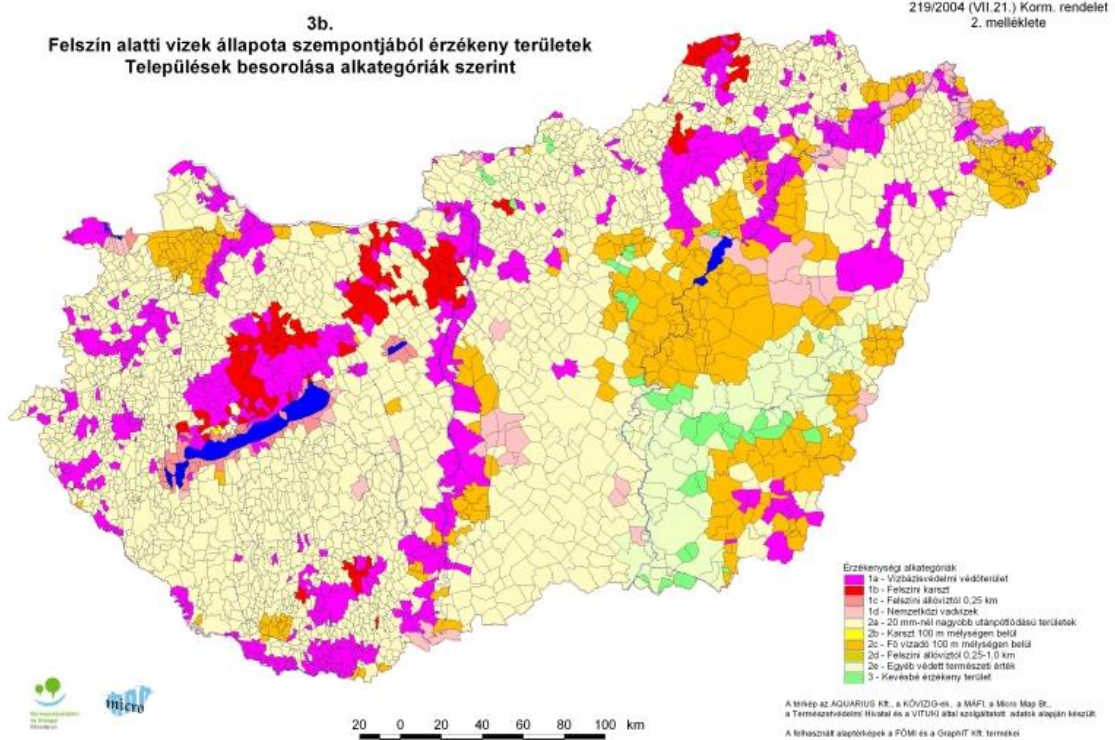 219/2004 (VII.21.) Korm. rendelet
2. melléklete
3b.
Felszín alatti vizek állapota szempontjából érzékeny területek
Települések besorolása alkategóriák szerint
Érzékenységi alkategóriák
1a - Vízbázisvédelmi védőterület
1b - Felszíni karszt
1c - Felszíni állóvíztól 0,25 km
1d - Nemzetközi vadvizek
2a - 20 mm-nél nagyobb utánpótlódású területek
2b - Karszt 100 m mélységen belül
2c - Fő vízadó 100 m mélységen belül
2d - Felszíni állóvíztól 0,25-1,0 km
2e - Egyéb védett természeti érték
3 - Kevésbé érzékeny terület
micro
MAP
20 0 20 40 60 80 100 km
A térkép az AQUARIUS Kft., a KÖVIZIG-ek, a MÁFI, a Micro Map Bt.,
a Természetvédelmi Hivatal és a VITUKI által szolgáltatott adatok alapján készült.
A felhasznált alaptérképek a FÖMI és a GraphIT Kft. termékei